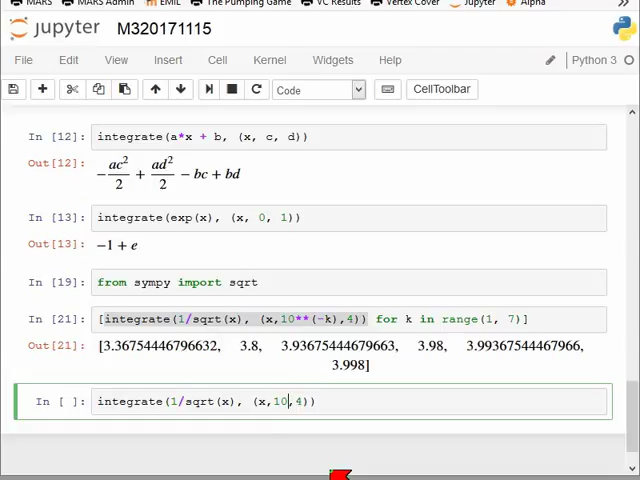 MARS MARS Admin EMIL The Pumping Game VC Results Vertex Cover Jupyter Alpha
jupyter M320171115
File Edit View Insert Cell Kernel Widgets Help Python 3
Code CellToolbar
In [12]: integrate(a*x + b, (x, c, d))
Out[12]: −ac²/2 + ad²/2 − bc + bd
In [13]: integrate(exp(x), (x, 0, 1))
Out[13]: −1 + e
In [19]: from sympy import sqrt
In [21]: [integrate(1/sqrt(x), (x,10**(-k),4)) for k in range(1, 7)]
Out[21]: [3.36754446796632, 3.8, 3.93675444679663, 3.98, 3.99367544467966,
3.998]
In [ ]: integrate(1/sqrt(x), (x,10,4))